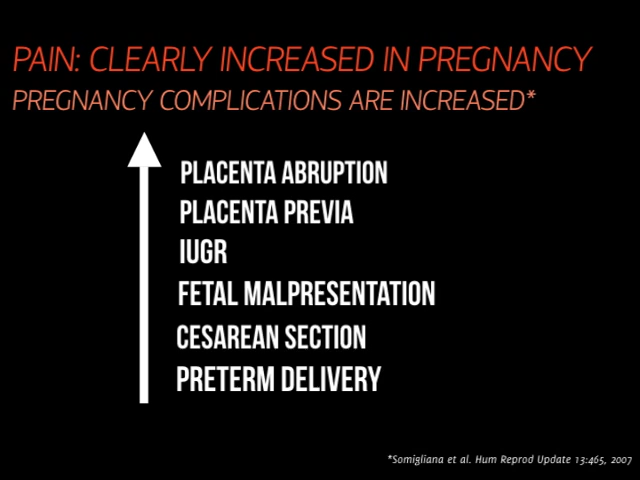 PAIN: CLEARLY INCREASED IN PREGNANCY
PREGNANCY COMPLICATIONS ARE INCREASED*
PLACENTA ABRUPTION
PLACENTA PREVIA
IUGR
FETAL MALPRESENTATION
CESAREAN SECTION
PRETERM DELIVERY
*Somigliana et al. Hum Reprod Update 13:465, 2007